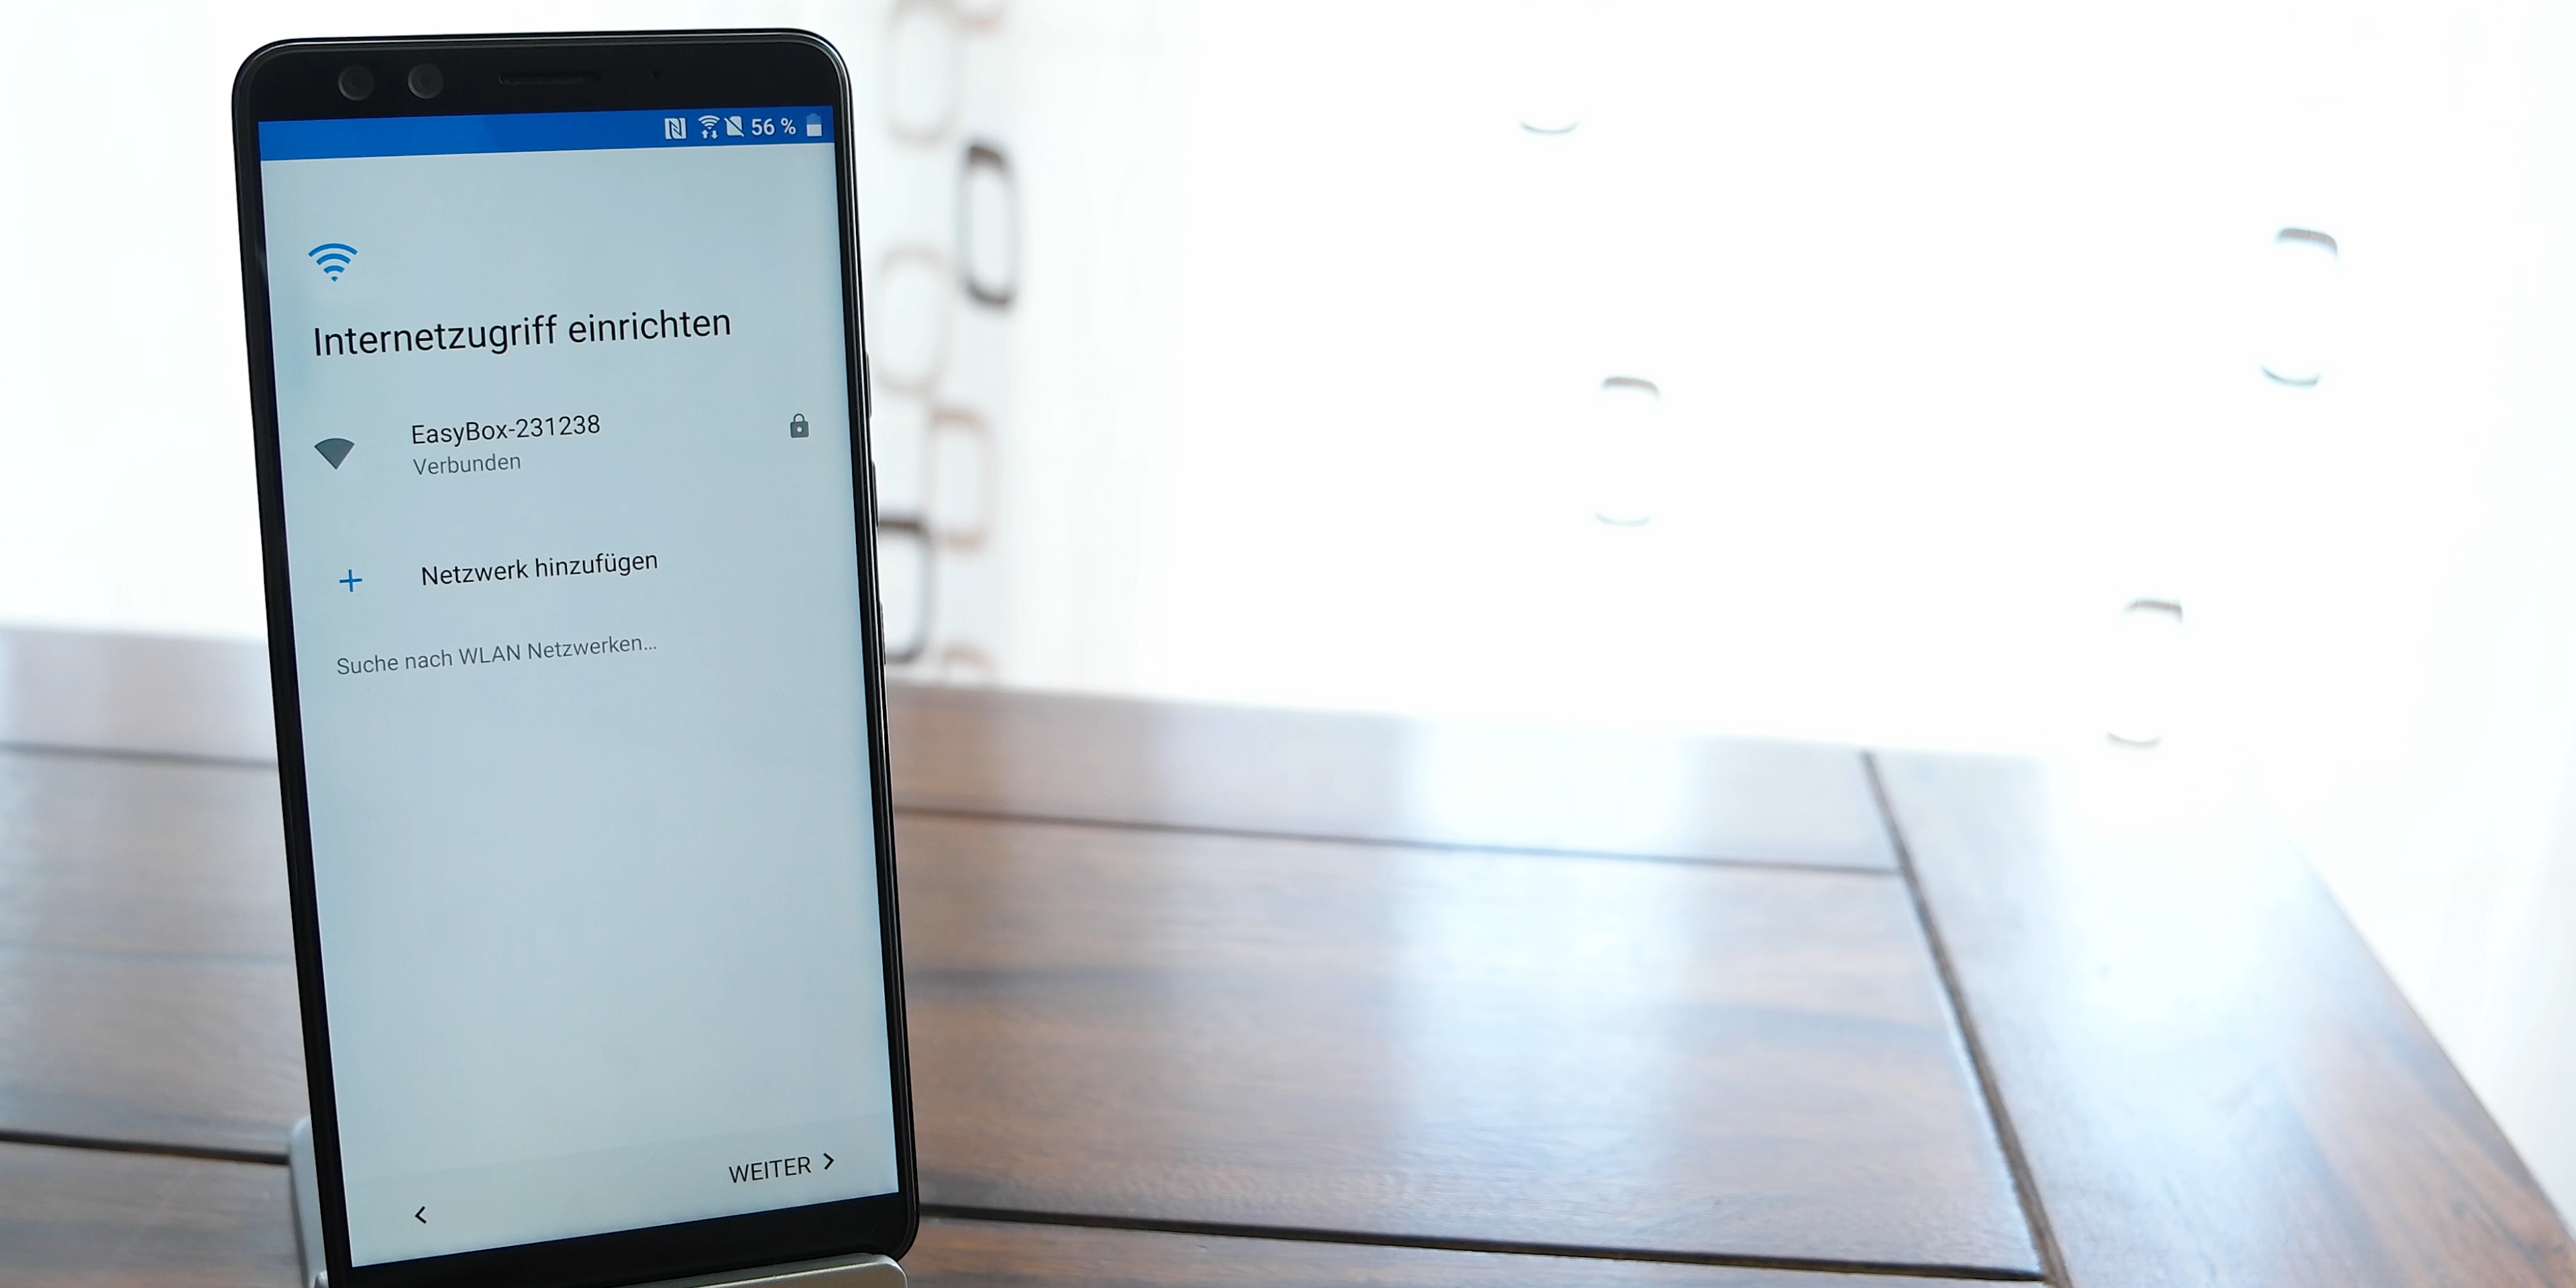 56 %
Internetzugriff einrichten
EasyBox-231238
Verbunden
Netzwerk hinzufügen
Suche nach WLAN Netzwerken...
WEITER